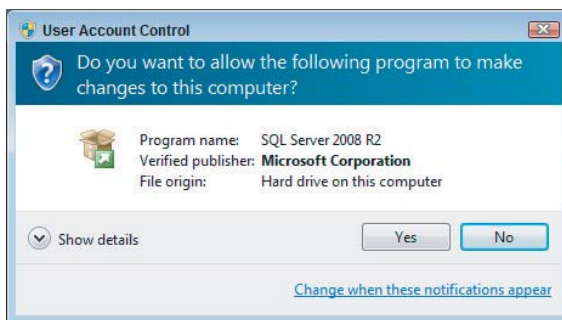 User Account Control
Do you want to allow the following program to make
changes to this computer?
Program name: SQL Server 2008 R2
Verified publisher: Microsoft Corporation
File origin: Hard drive on this computer
Show details
Yes
No
Change when these notifications appear